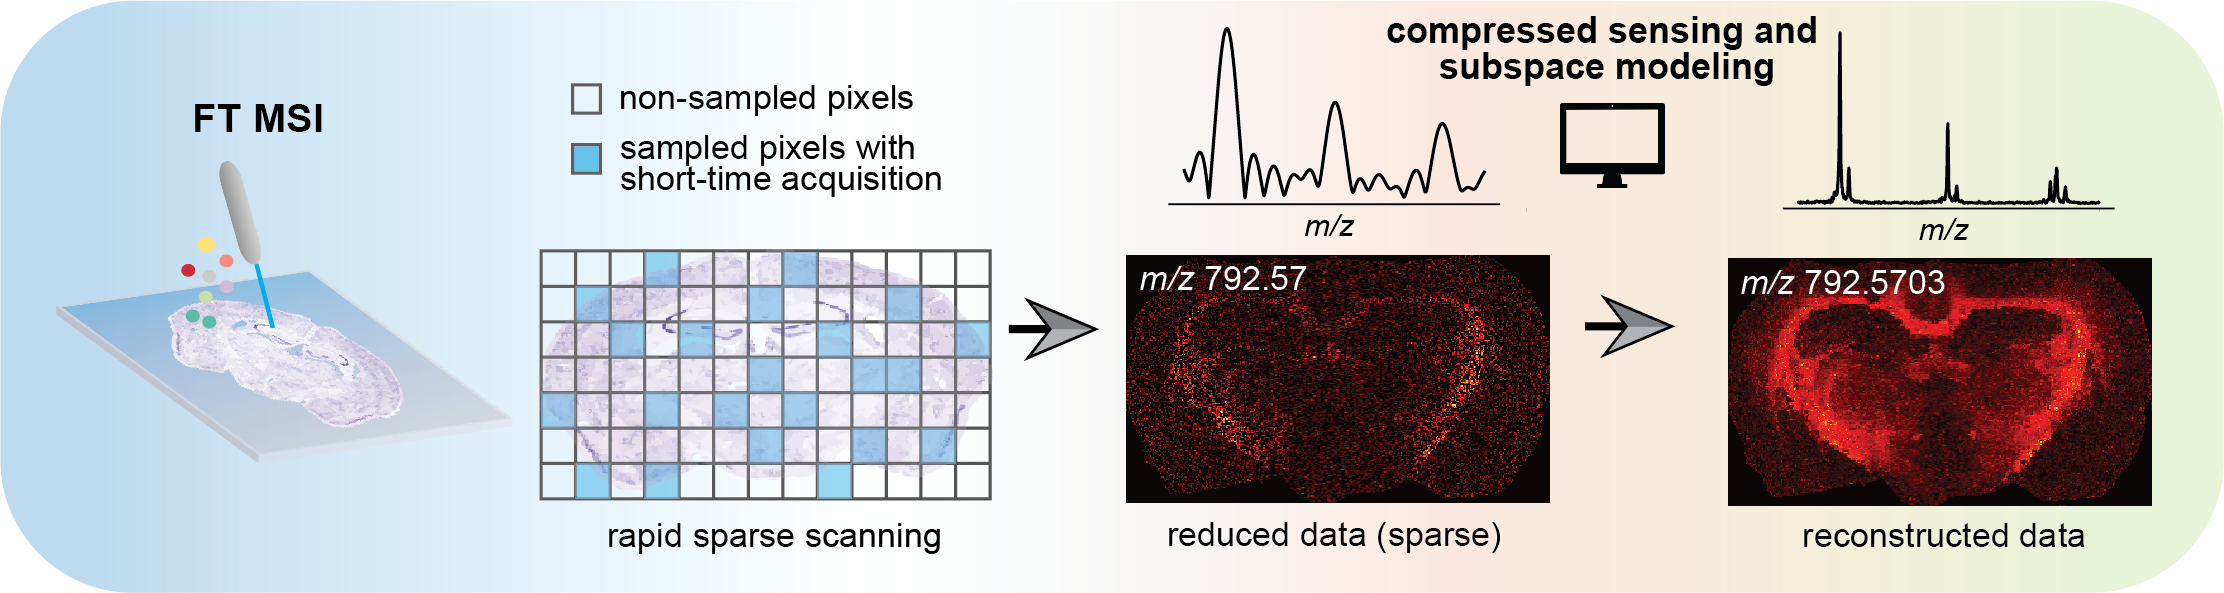 FT MSI
non-sampled pixels
sampled pixels with
short-time acquisition
rapid sparse scanning
m/z
m/z 792.57
reduced data (sparse)
compressed sensing and
subspace modeling
m/z
m/z 792.5703
reconstructed data